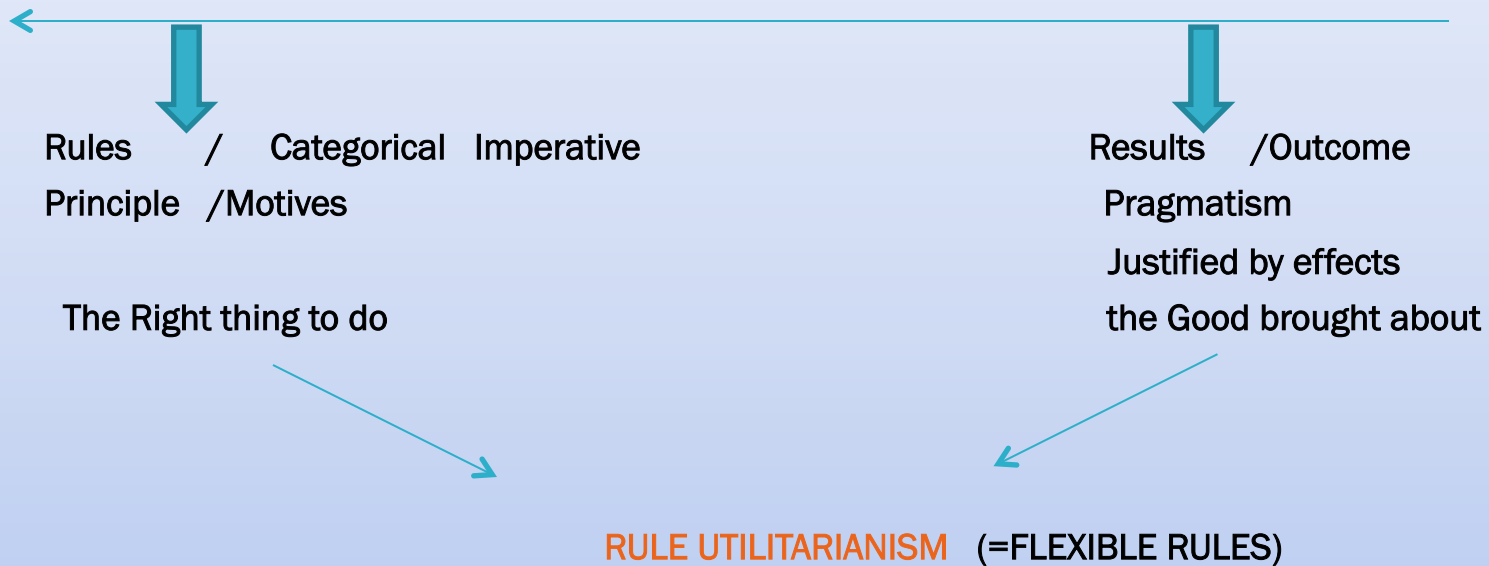 Rules / Categorical Imperative
Principle /Motives
The Right thing to do
Results /Outcome
Pragmatism
Justified by effects
the Good brought about
RULE UTILITARIANISM (=FLEXIBLE RULES)